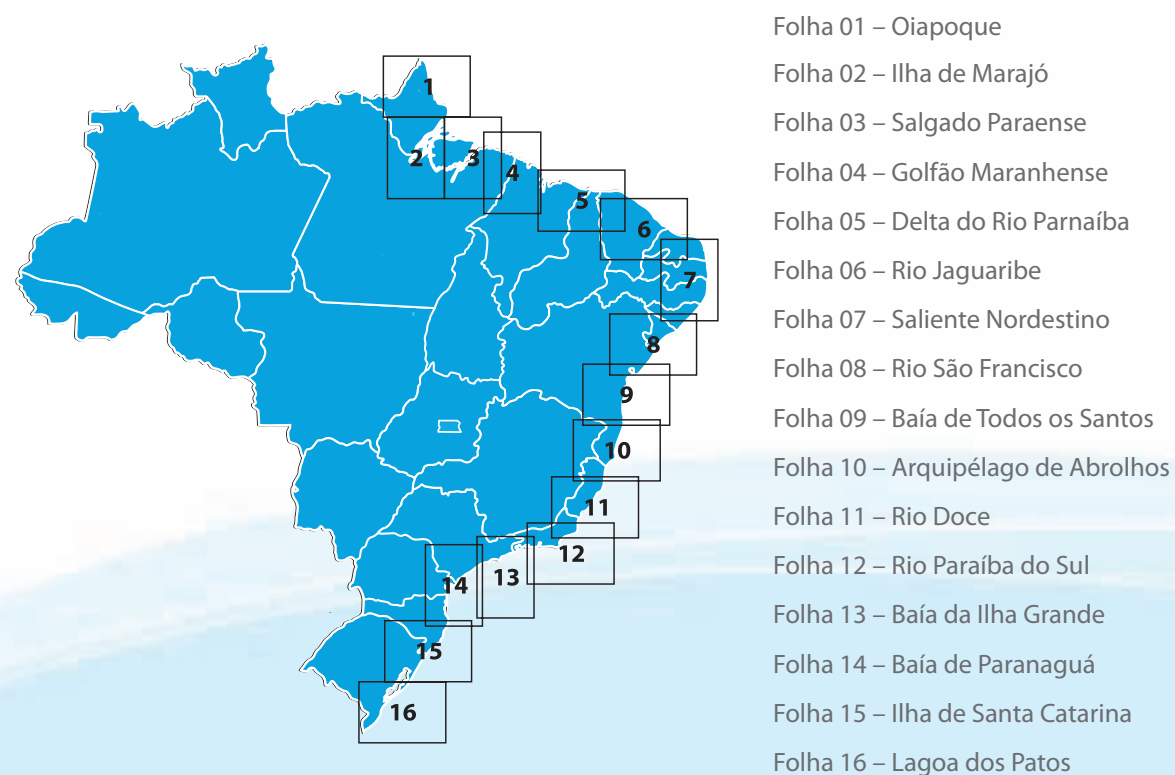 1
2
3
4
5
6
7
8
9
10
11
12
13
14
15
16
Folha 01 – Oiapoque
Folha 02 – Ilha de Marajó
Folha 03 – Salgado Paraense
Folha 04 – Golfão Maranhense
Folha 05 – Delta do Rio Parnaíba
Folha 06 – Rio Jaguaribe
Folha 07 – Saliente Nordestino
Folha 08 – Rio São Francisco
Folha 09 – Baía de Todos os Santos
Folha 10 – Arquipélago de Abrolhos
Folha 11 – Rio Doce
Folha 12 – Rio Paraíba do Sul
Folha 13 – Baía da Ilha Grande
Folha 14 – Baía de Paranaguá
Folha 15 – Ilha de Santa Catarina
Folha 16 – Lagoa dos Patos